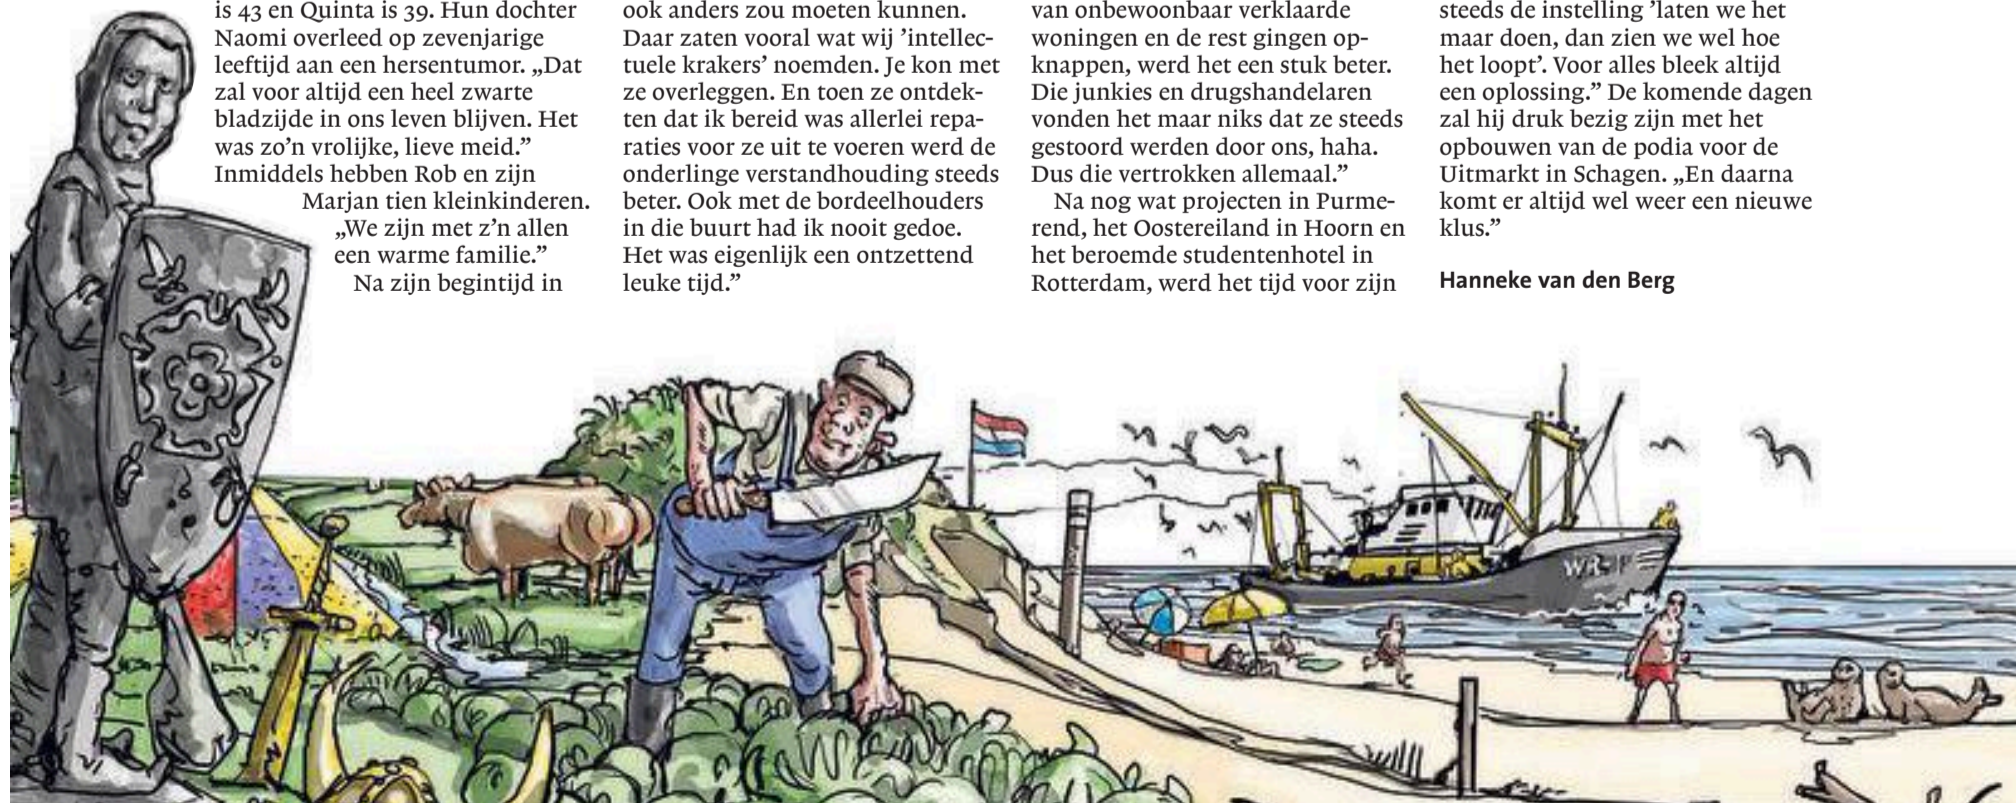 is 43 en Quinta is 39. Hun dochter
Naomi overleed op zevenjarige
leeftijd aan een hersentumor. „Dat
zal voor altijd een heel zwarte
bladzijde in ons leven blijven. Het
was zo’n vrolijke, lieve meid.”
Inmiddels hebben Rob en zijn
Marjan tien kleinkinderen.
„We zijn met z’n allen
een warme familie.”
Na zijn begintijd in
ook anders zou moeten kunnen.
Daar zaten vooral wat wij ’intellec-
tuele krakers’ noemden. Je kon met
ze overleggen. En toen ze ontdek-
ten dat ik bereid was allerlei repa-
raties voor ze uit te voeren werd de
onderlinge verstandhouding steeds
beter. Ook met de bordeelhouders
in die buurt had ik nooit gedoe.
Het was eigenlijk een ontzettend
leuke tijd.”
van onbewoonbaar verklaarde
woningen en de rest gingen op-
knappen, werd het een stuk beter.
Die junkies en drugshandelaren
vonden het maar niks dat ze steeds
gestoord werden door ons, haha.
Dus die vertrokken allemaal.”
Na nog wat projecten in Purme-
rend, het Oostereiland in Hoorn en
het beroemde studentenhotel in
Rotterdam, werd het tijd voor zijn
steeds de instelling ’laten we het
maar doen, dan zien we wel hoe
het loopt’. Voor alles bleek altijd
een oplossing.” De komende dagen
zal hij druk bezig zijn met het
opbouwen van de podia voor de
Uitmarkt in Schagen. „En daarna
komt er altijd wel weer een nieuwe
klus.”
Hanneke van den Berg